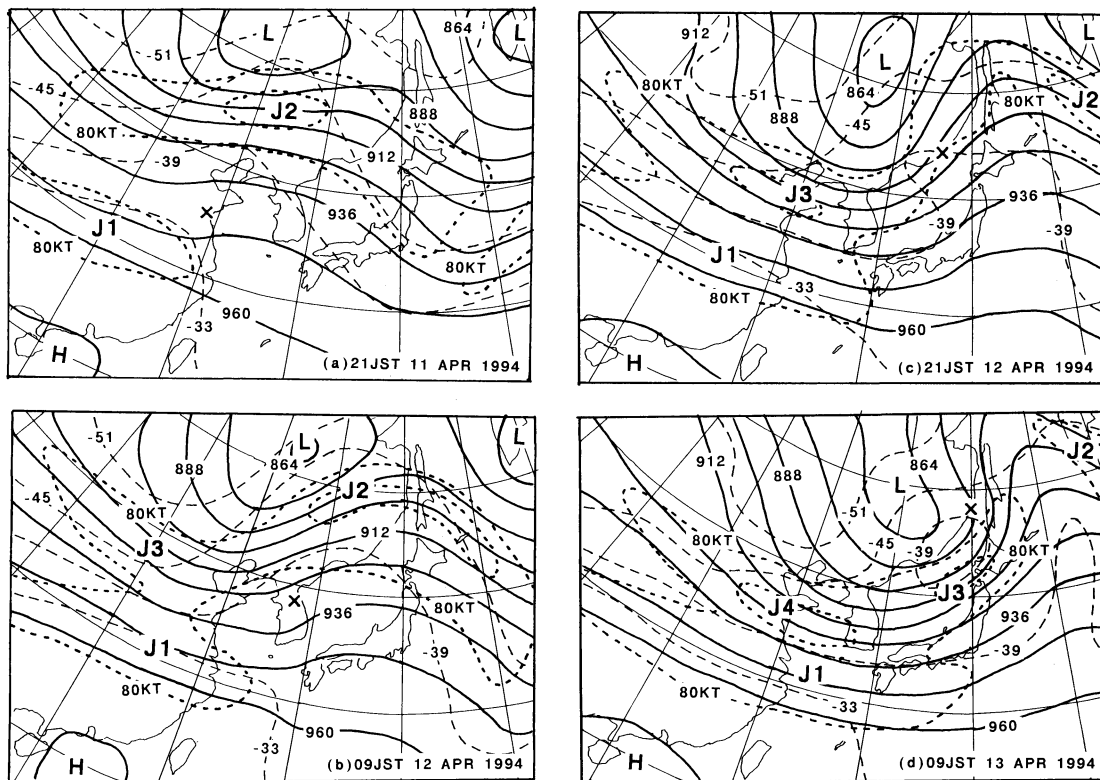 L
864
L
-51
-45
J2
80KT
888
-39
912
J1
936
80KT
80KT
960
-33
H
(a)21JST 11 APR 1994
912
L
L
864
-51
80KT
888
-45
80KT
J2
J3
936
-39
-39
J1
-33
80KT
960
H
(c)21JST 12 APR 1994
-51
L
L
888
864
-45
J2
80KT
912
J3
936
80KT
J1
-39
80KT
960
-33
H
(b)09JST 12 APR 1994
J2
912
864
888
L
-51
-45
80KT
-39
80KT
J3
J4
936
-39
J1
80KT
-33
960
H
(d)09JST 13 APR 1994